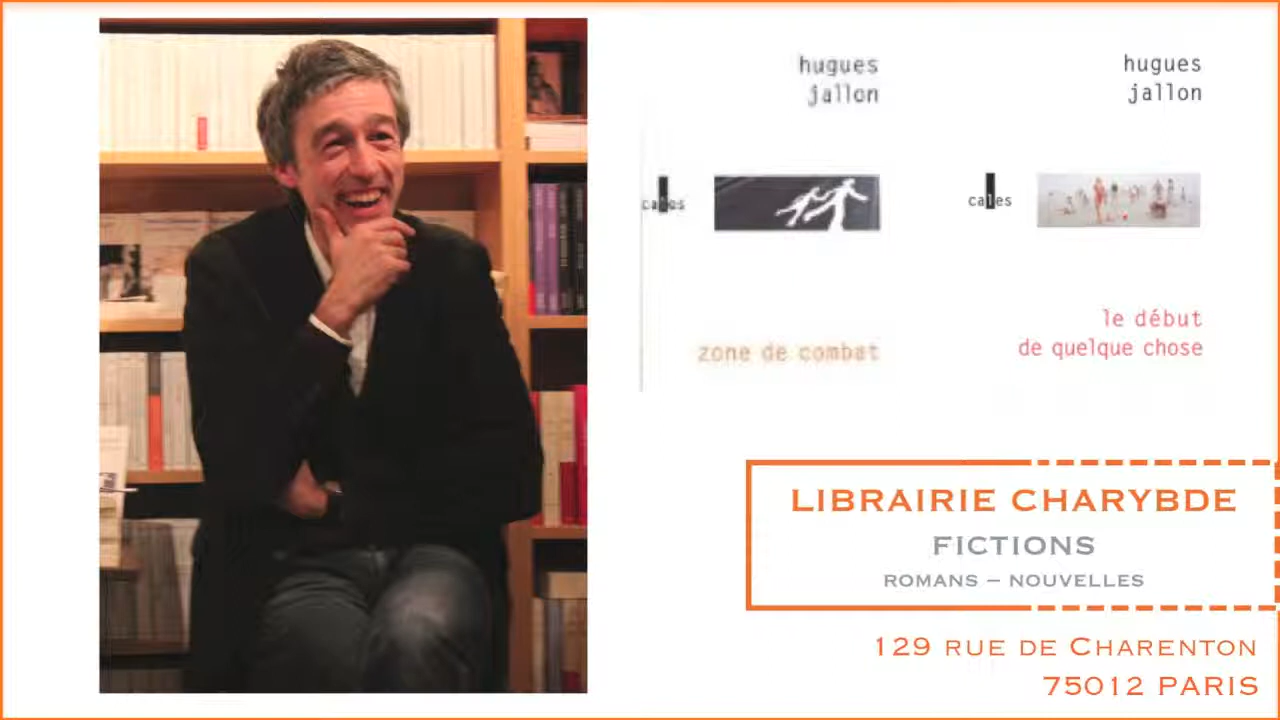 hugues
jallon
cales
zone de combat
hugues
jallon
cales
le début
de quelque chose
LIBRAIRIE CHARYBDE
FICTIONS
ROMANS – NOUVELLES
129 RUE DE CHARENTON
75012 PARIS